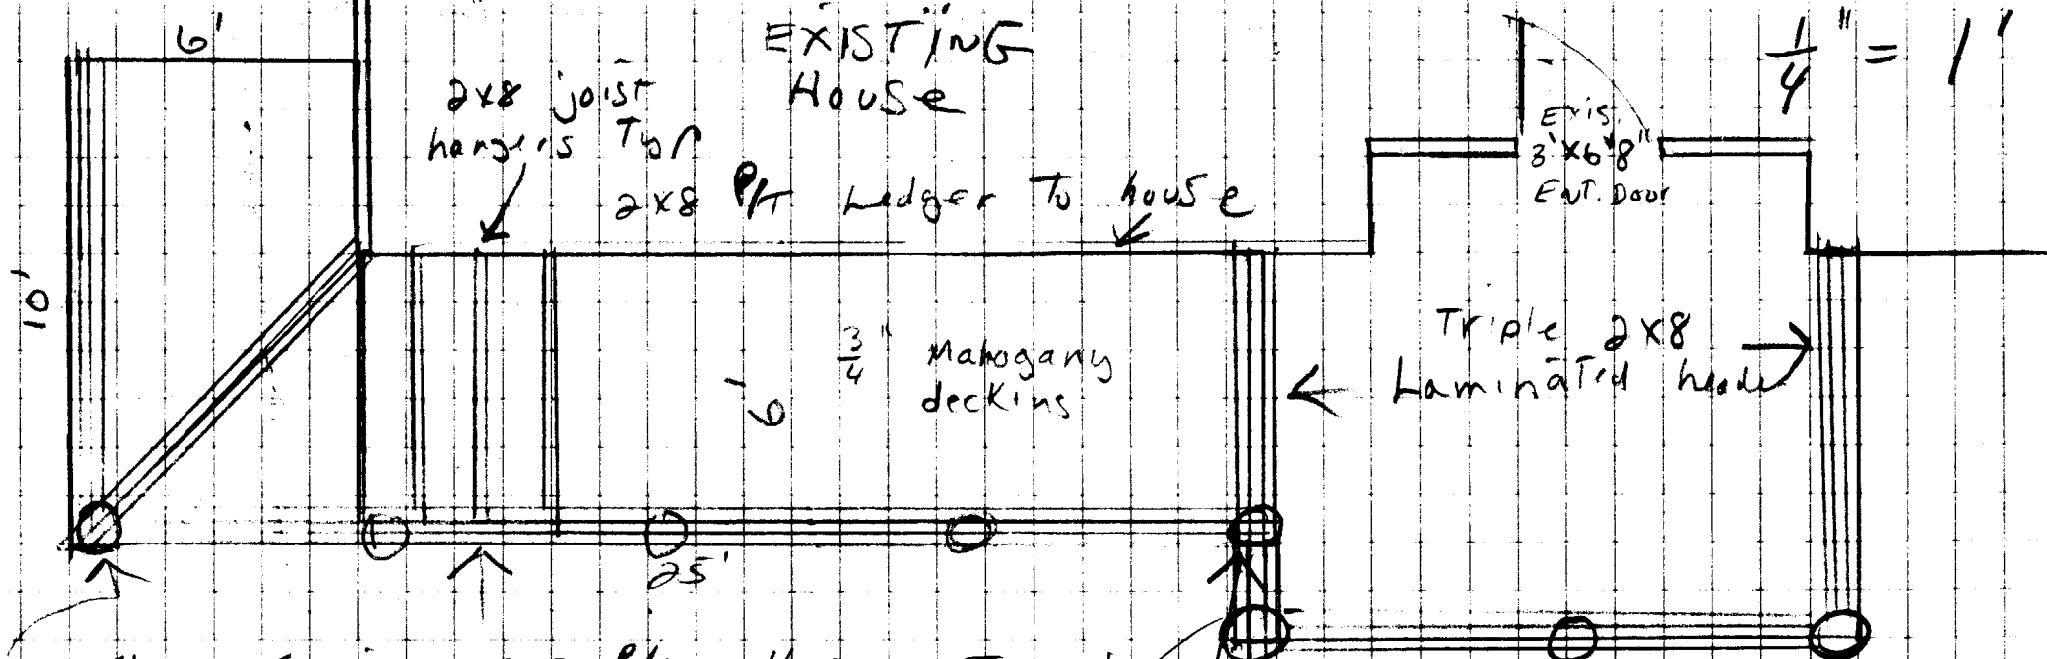 6'
EXISTING
House
1/4" = 1'
2x8 joist
hangers Typ
2x8 P/T Ledger To house
Exis.
3'x6'8"
Ent. Door
10'
3/4" Mahogany
decking
6'
Triple 2x8
Laminated header
25'